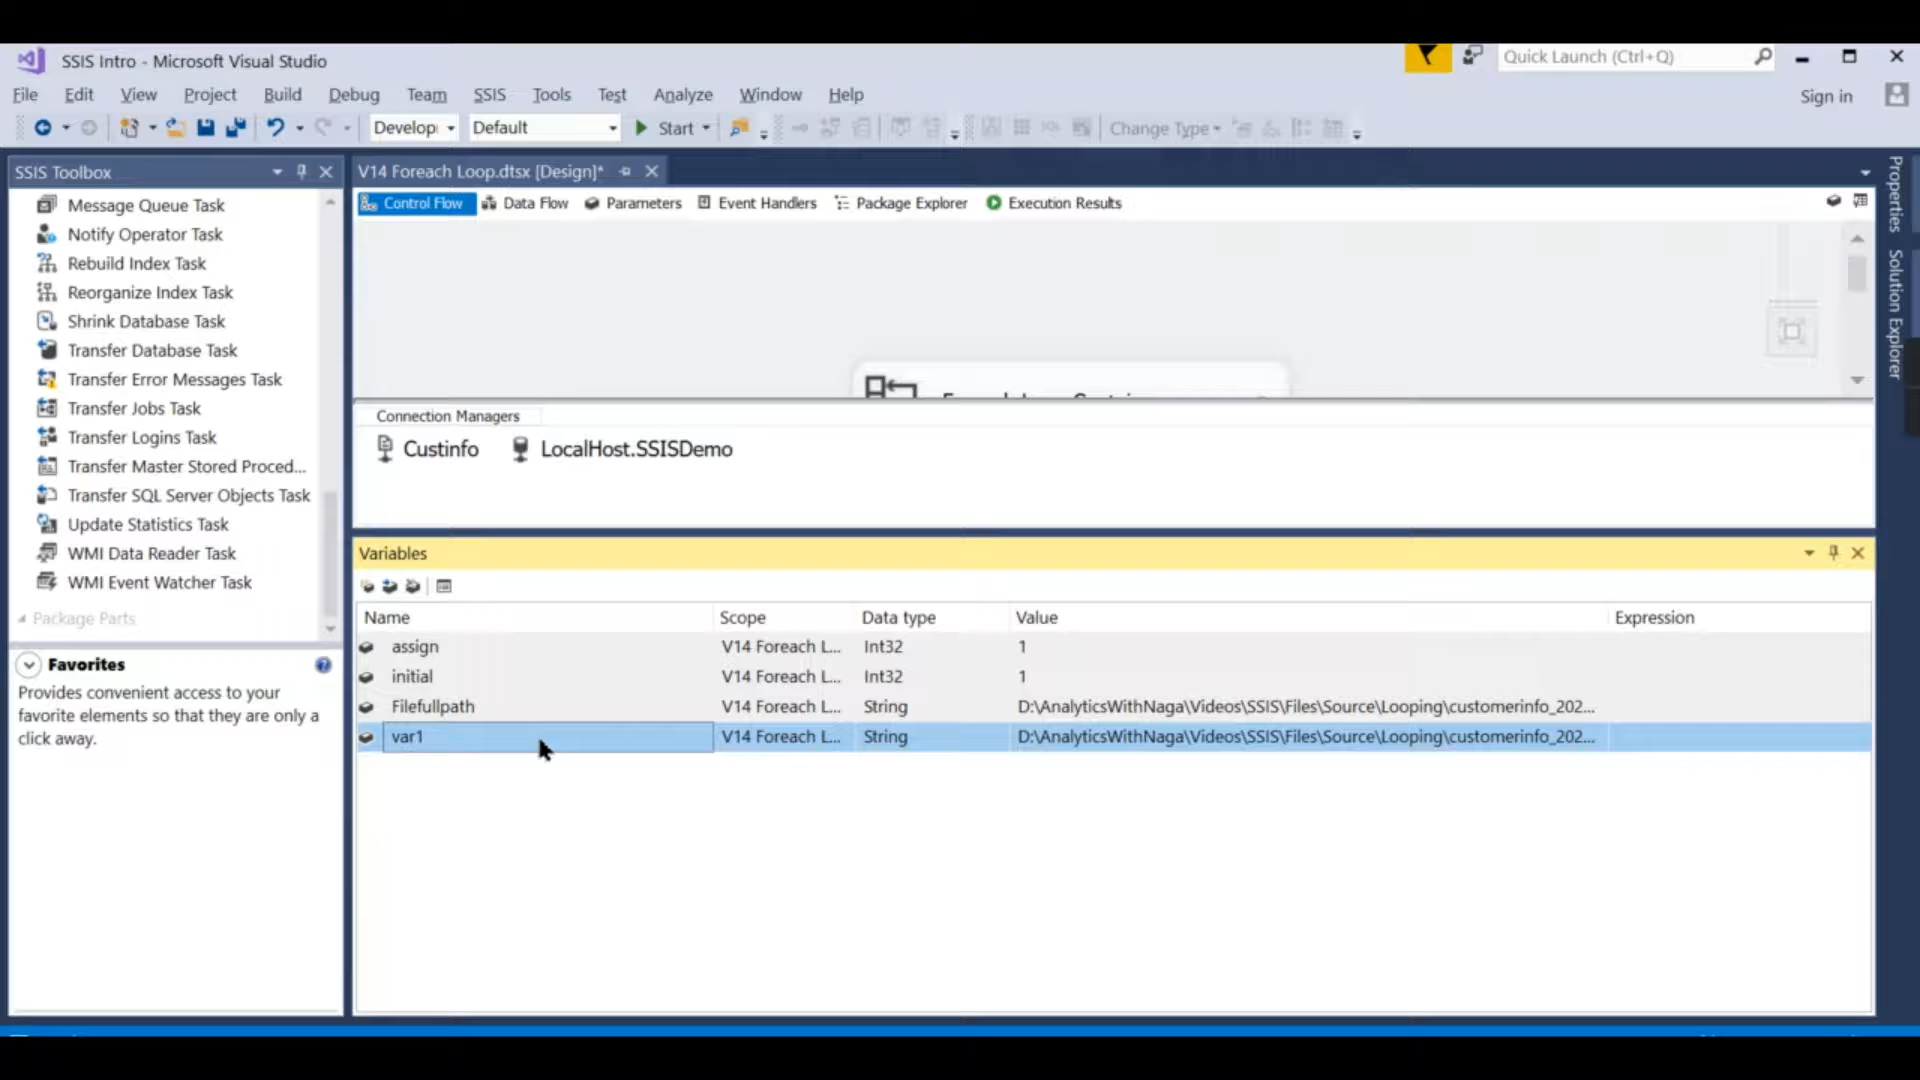 SSIS Intro - Microsoft Visual Studio
Quick Launch (Ctrl+Q)
File Edit View Project Build Debug Team SSIS Tools Test Analyze Window Help
Sign in
Develop Default Start Change Type
SSIS Toolbox
Message Queue Task
Notify Operator Task
Rebuild Index Task
Reorganize Index Task
Shrink Database Task
Transfer Database Task
Transfer Error Messages Task
Transfer Jobs Task
Transfer Logins Task
Transfer Master Stored Proced...
Transfer SQL Server Objects Task
Update Statistics Task
WMI Data Reader Task
WMI Event Watcher Task
Package Parts
Favorites
Provides convenient access to your
favorite elements so that they are only a
click away.
V14 Foreach Loop.dtsx [Design]*
Control Flow Data Flow Parameters Event Handlers Package Explorer Execution Results
Connection Managers
Custinfo LocalHost.SSISDemo
Variables
Name Scope Data type Value Expression
assign V14 Foreach L... Int32 1
initial V14 Foreach L... Int32 1
Filefullpath V14 Foreach L... String D:\AnalyticsWithNaga\Videos\SSIS\Files\Source\Looping\customerinfo_202...
var1 V14 Foreach L... String D:\AnalyticsWithNaga\Videos\SSIS\Files\Source\Looping\customerinfo_202...
Properties
Solution Explorer